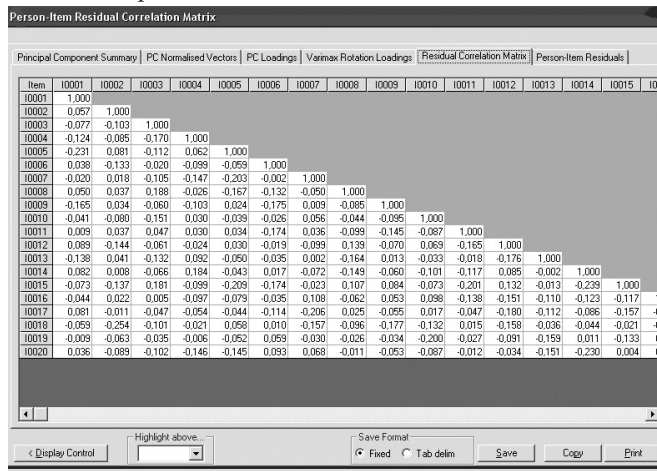 Person-Item Residual Correlation Matrix
Principal Component Summary PC Normalised Vectors PC Loadings Varimax Rotation Loadings Residual Correlation Matrix Person-Item Residuals
Item I0001 I0002 I0003 I0004 I0005 I0006 I0007 I0008 I0009 I0010 I0011 I0012 I0013 I0014 I0015
I0001 1,000
I0002 0,057 1,000
I0003 -0,077 -0,103 1,000
I0004 -0,124 -0,085 -0,170 1,000
I0005 -0,231 0,081 -0,112 0,062 1,000
I0006 0,038 -0,133 -0,020 -0,099 -0,059 1,000
I0007 -0,020 0,018 -0,105 -0,147 -0,203 -0,002 1,000
I0008 0,050 0,037 0,188 -0,026 -0,167 -0,132 -0,050 1,000
I0009 -0,165 0,034 -0,060 -0,103 0,024 -0,175 0,009 -0,085 1,000
I0010 -0,041 -0,080 -0,151 0,030 -0,039 -0,026 0,056 -0,044 -0,095 1,000
I0011 0,009 0,037 0,047 0,030 0,034 -0,174 0,036 -0,099 -0,145 -0,087 1,000
I0012 0,089 -0,144 -0,061 -0,024 0,030 -0,019 -0,099 0,139 -0,070 0,069 -0,165 1,000
I0013 -0,138 0,041 -0,132 0,092 -0,050 -0,035 0,002 -0,164 0,013 -0,033 -0,018 -0,176 1,000
I0014 0,082 0,008 -0,066 0,184 -0,043 0,017 -0,072 -0,149 -0,060 -0,101 -0,117 0,085 -0,002 1,000
I0015 -0,073 -0,137 0,181 -0,099 -0,209 -0,174 -0,023 0,107 0,084 -0,073 -0,201 0,132 -0,013 -0,239 1,000
I0016 -0,044 0,022 0,005 -0,097 -0,079 -0,035 0,108 -0,062 0,053 0,098 -0,138 -0,151 -0,110 -0,123 -0,117
I0017 0,081 -0,011 -0,047 -0,054 -0,044 -0,114 -0,206 0,025 -0,055 0,017 -0,047 -0,180 -0,112 -0,086 -0,157
I0018 -0,059 -0,254 -0,101 -0,021 0,058 0,010 -0,157 -0,096 -0,177 -0,132 0,015 -0,158 -0,036 -0,044 -0,021
I0019 -0,009 -0,063 -0,035 -0,006 -0,052 0,059 -0,030 -0,026 -0,034 -0,200 -0,027 -0,091 -0,159 0,011 -0,133
I0020 0,036 -0,089 -0,102 -0,146 -0,145 0,093 0,068 -0,011 -0,053 -0,087 -0,012 -0,034 -0,151 -0,230 0,004
Highlight above... Save Format
< Display Control Fixed Tab delim Save Copy Print